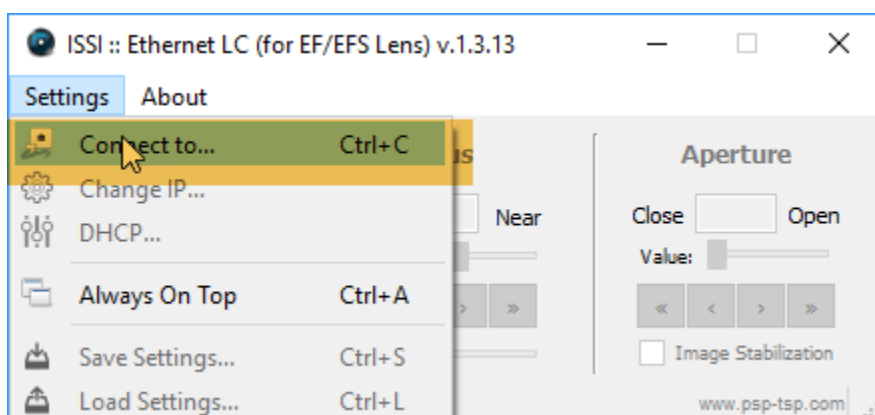 ISSI :: Ethernet LC (for EF/EFS Lens) v.1.3.13
Settings About
Connect to... Ctrl+C
Change IP...
DHCP...
Always On Top Ctrl+A
Save Settings... Ctrl+S
Load Settings... Ctrl+L
Near
Aperture
Close Open
Value:
« < > »
Image Stabilization
www.psp-tsp.com